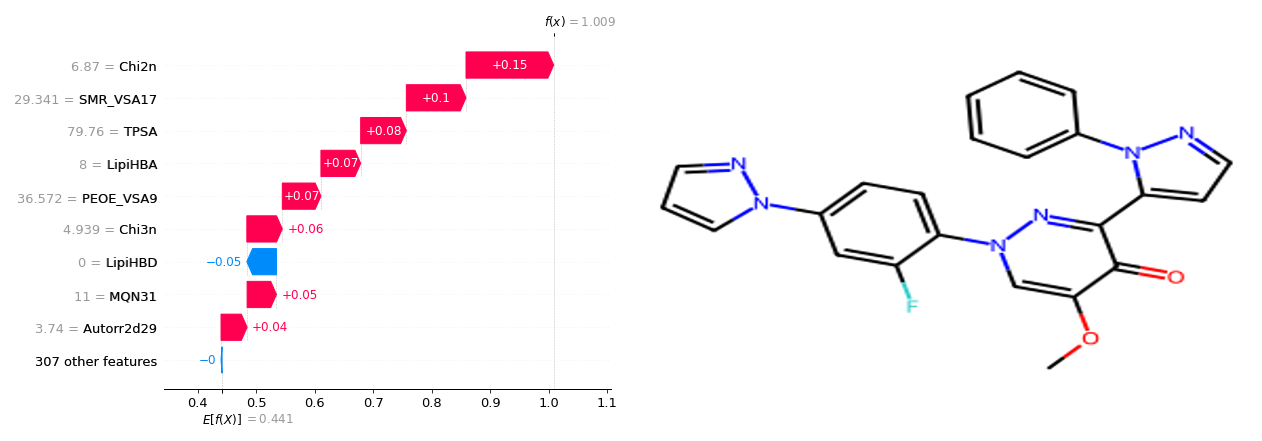 f(x) = 1.009
6.87 = Chi2n
+0.15
29.341 = SMR_VSA17
+0.1
79.76 = TPSA
+0.08
8 = LipiHBA
+0.07
36.572 = PEOE_VSA9
+0.07
4.939 = Chi3n
+0.06
0 = LipiHBD
−0.05
11 = MQN31
+0.05
3.74 = Autorr2d29
+0.04
307 other features
−0
0.4 0.5 0.6 0.7 0.8 0.9 1.0 1.1
E[f(X)] = 0.441
N
N
N
N
N
N
F
O
O